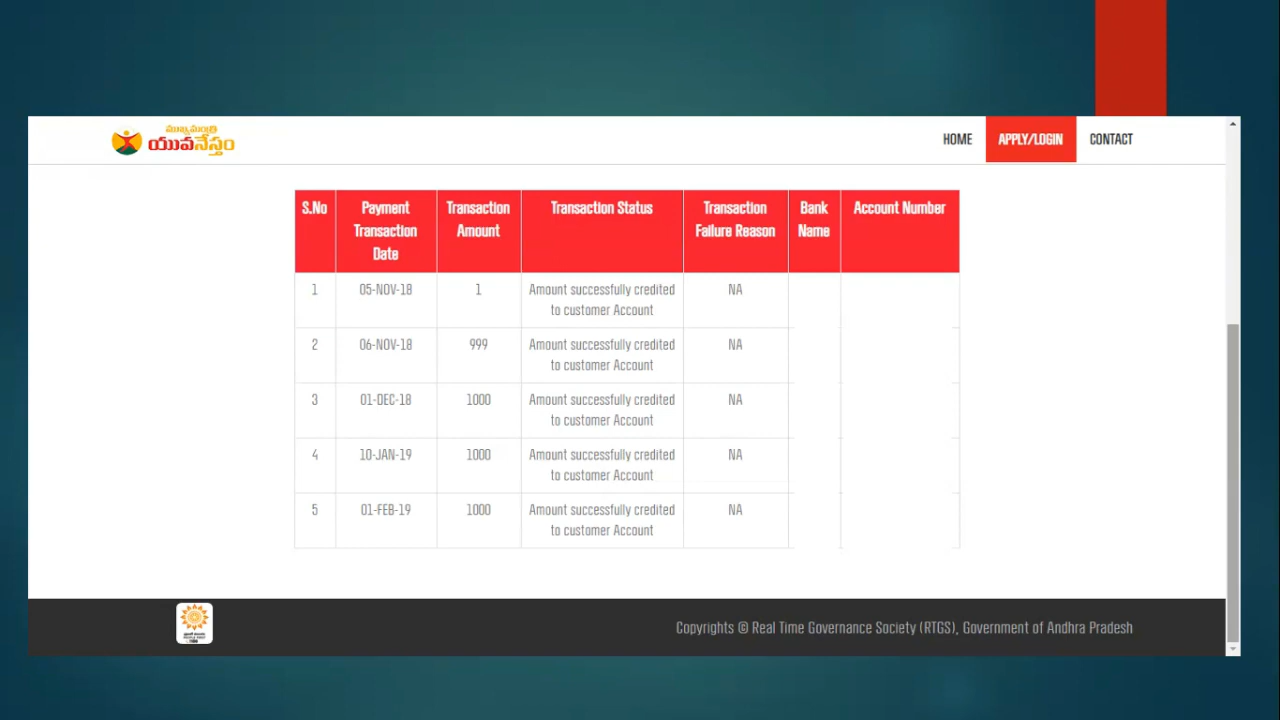 ముఖ్యమంత్రి
యువనేస్తం
HOME APPLY/LOGIN CONTACT
S.No Payment Transaction Date Transaction Amount Transaction Status Transaction Failure Reason Bank Name Account Number
1 05-NOV-18 1 Amount successfully credited to customer Account NA
2 06-NOV-18 999 Amount successfully credited to customer Account NA
3 01-DEC-18 1000 Amount successfully credited to customer Account NA
4 10-JAN-19 1000 Amount successfully credited to customer Account NA
5 01-FEB-19 1000 Amount successfully credited to customer Account NA
Copyrights © Real Time Governance Society (RTGS), Government of Andhra Pradesh